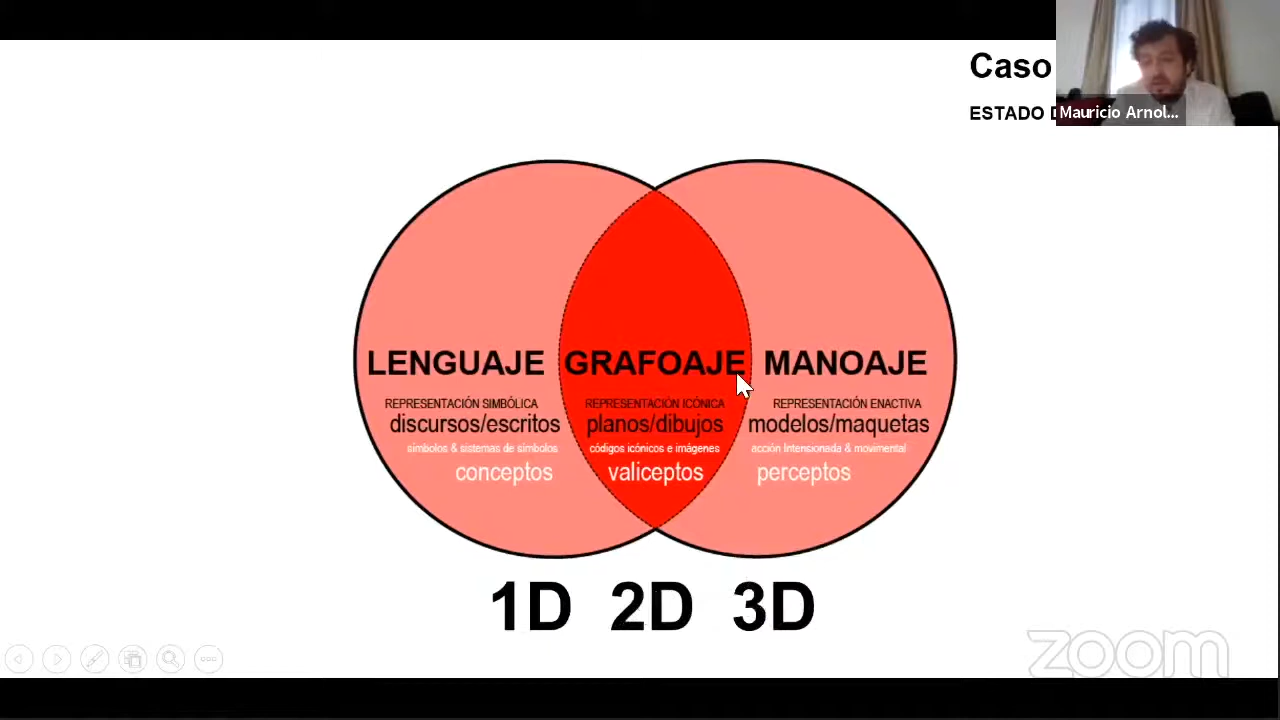 Caso
ESTADO D
Mauricio Arnol...
LENGUAJE GRAFOAJE MANOAJE
REPRESENTACIÓN SIMBÓLICA REPRESENTACIÓN ICÓNICA REPRESENTACIÓN ENACTIVA
discursos/escritos planos/dibujos modelos/maquetas
símbolos & sistemas de símbolos códigos icónicos e imágenes acción Intensionada & movimental
conceptos valiceptos perceptos
1D 2D 3D
zoom